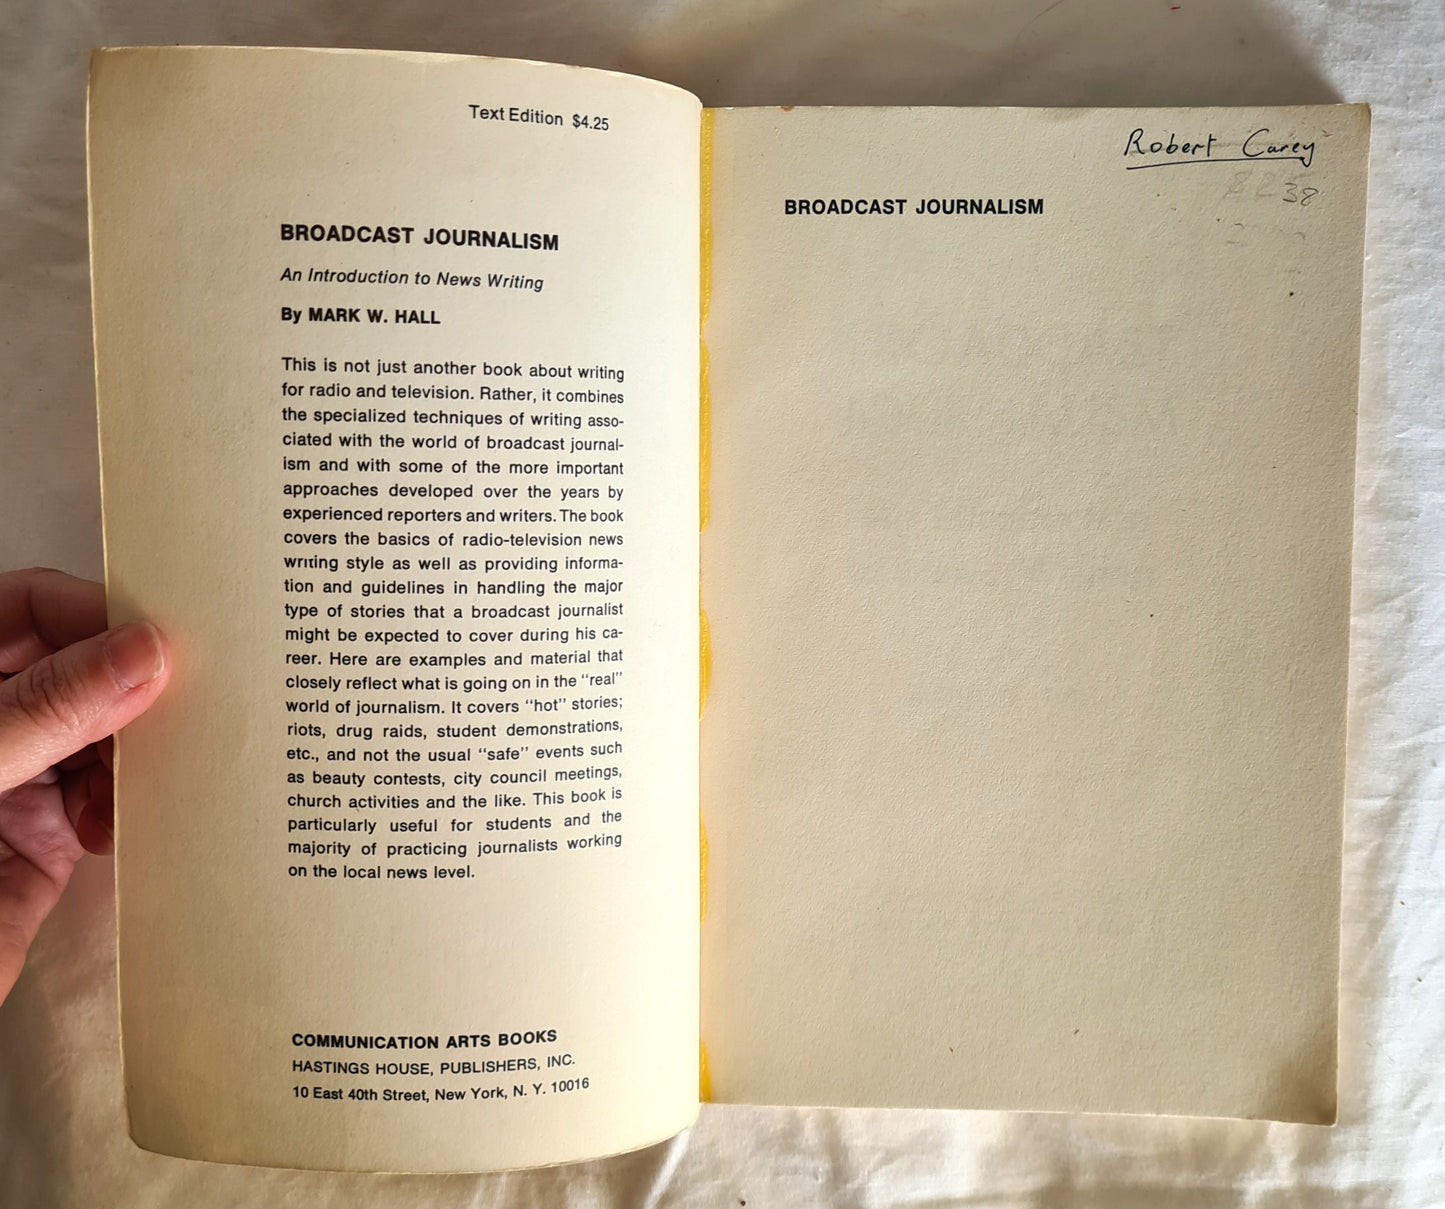 Text Edition $4.25
BROADCAST JOURNALISM
An Introduction to News Writing
By MARK W. HALL
This is not just another book about writing
for radio and television. Rather, it combines
the specialized techniques of writing asso-
ciated with the world of broadcast journal-
ism and with some of the more important
approaches developed over the years by
experienced reporters and writers. The book
covers the basics of radio-television news
writing style as well as providing informa-
tion and guidelines in handling the major
type of stories that a broadcast journalist
might be expected to cover during his ca-
reer. Here are examples and material that
closely reflect what is going on in the "real"
world of journalism. It covers "hot" stories;
riots, drug raids, student demonstrations,
etc., and not the usual "safe" events such
as beauty contests, city council meetings,
church activities and the like. This book is
particularly useful for students and the
majority of practicing journalists working
on the local news level.
COMMUNICATION ARTS BOOKS
HASTINGS HOUSE, PUBLISHERS, INC.
10 East 40th Street, New York, N. Y. 10016
Robert Carey
38
BROADCAST JOURNALISM